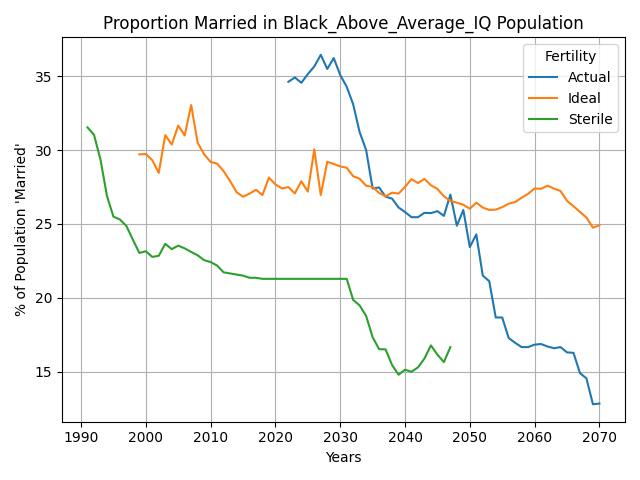 Proportion Married in Black_Above_Average_IQ Population
% of Population 'Married'
35
30
25
20
15
Fertility
Actual
Ideal
Sterile
1990 2000 2010 2020 2030 2040 2050 2060 2070
Years